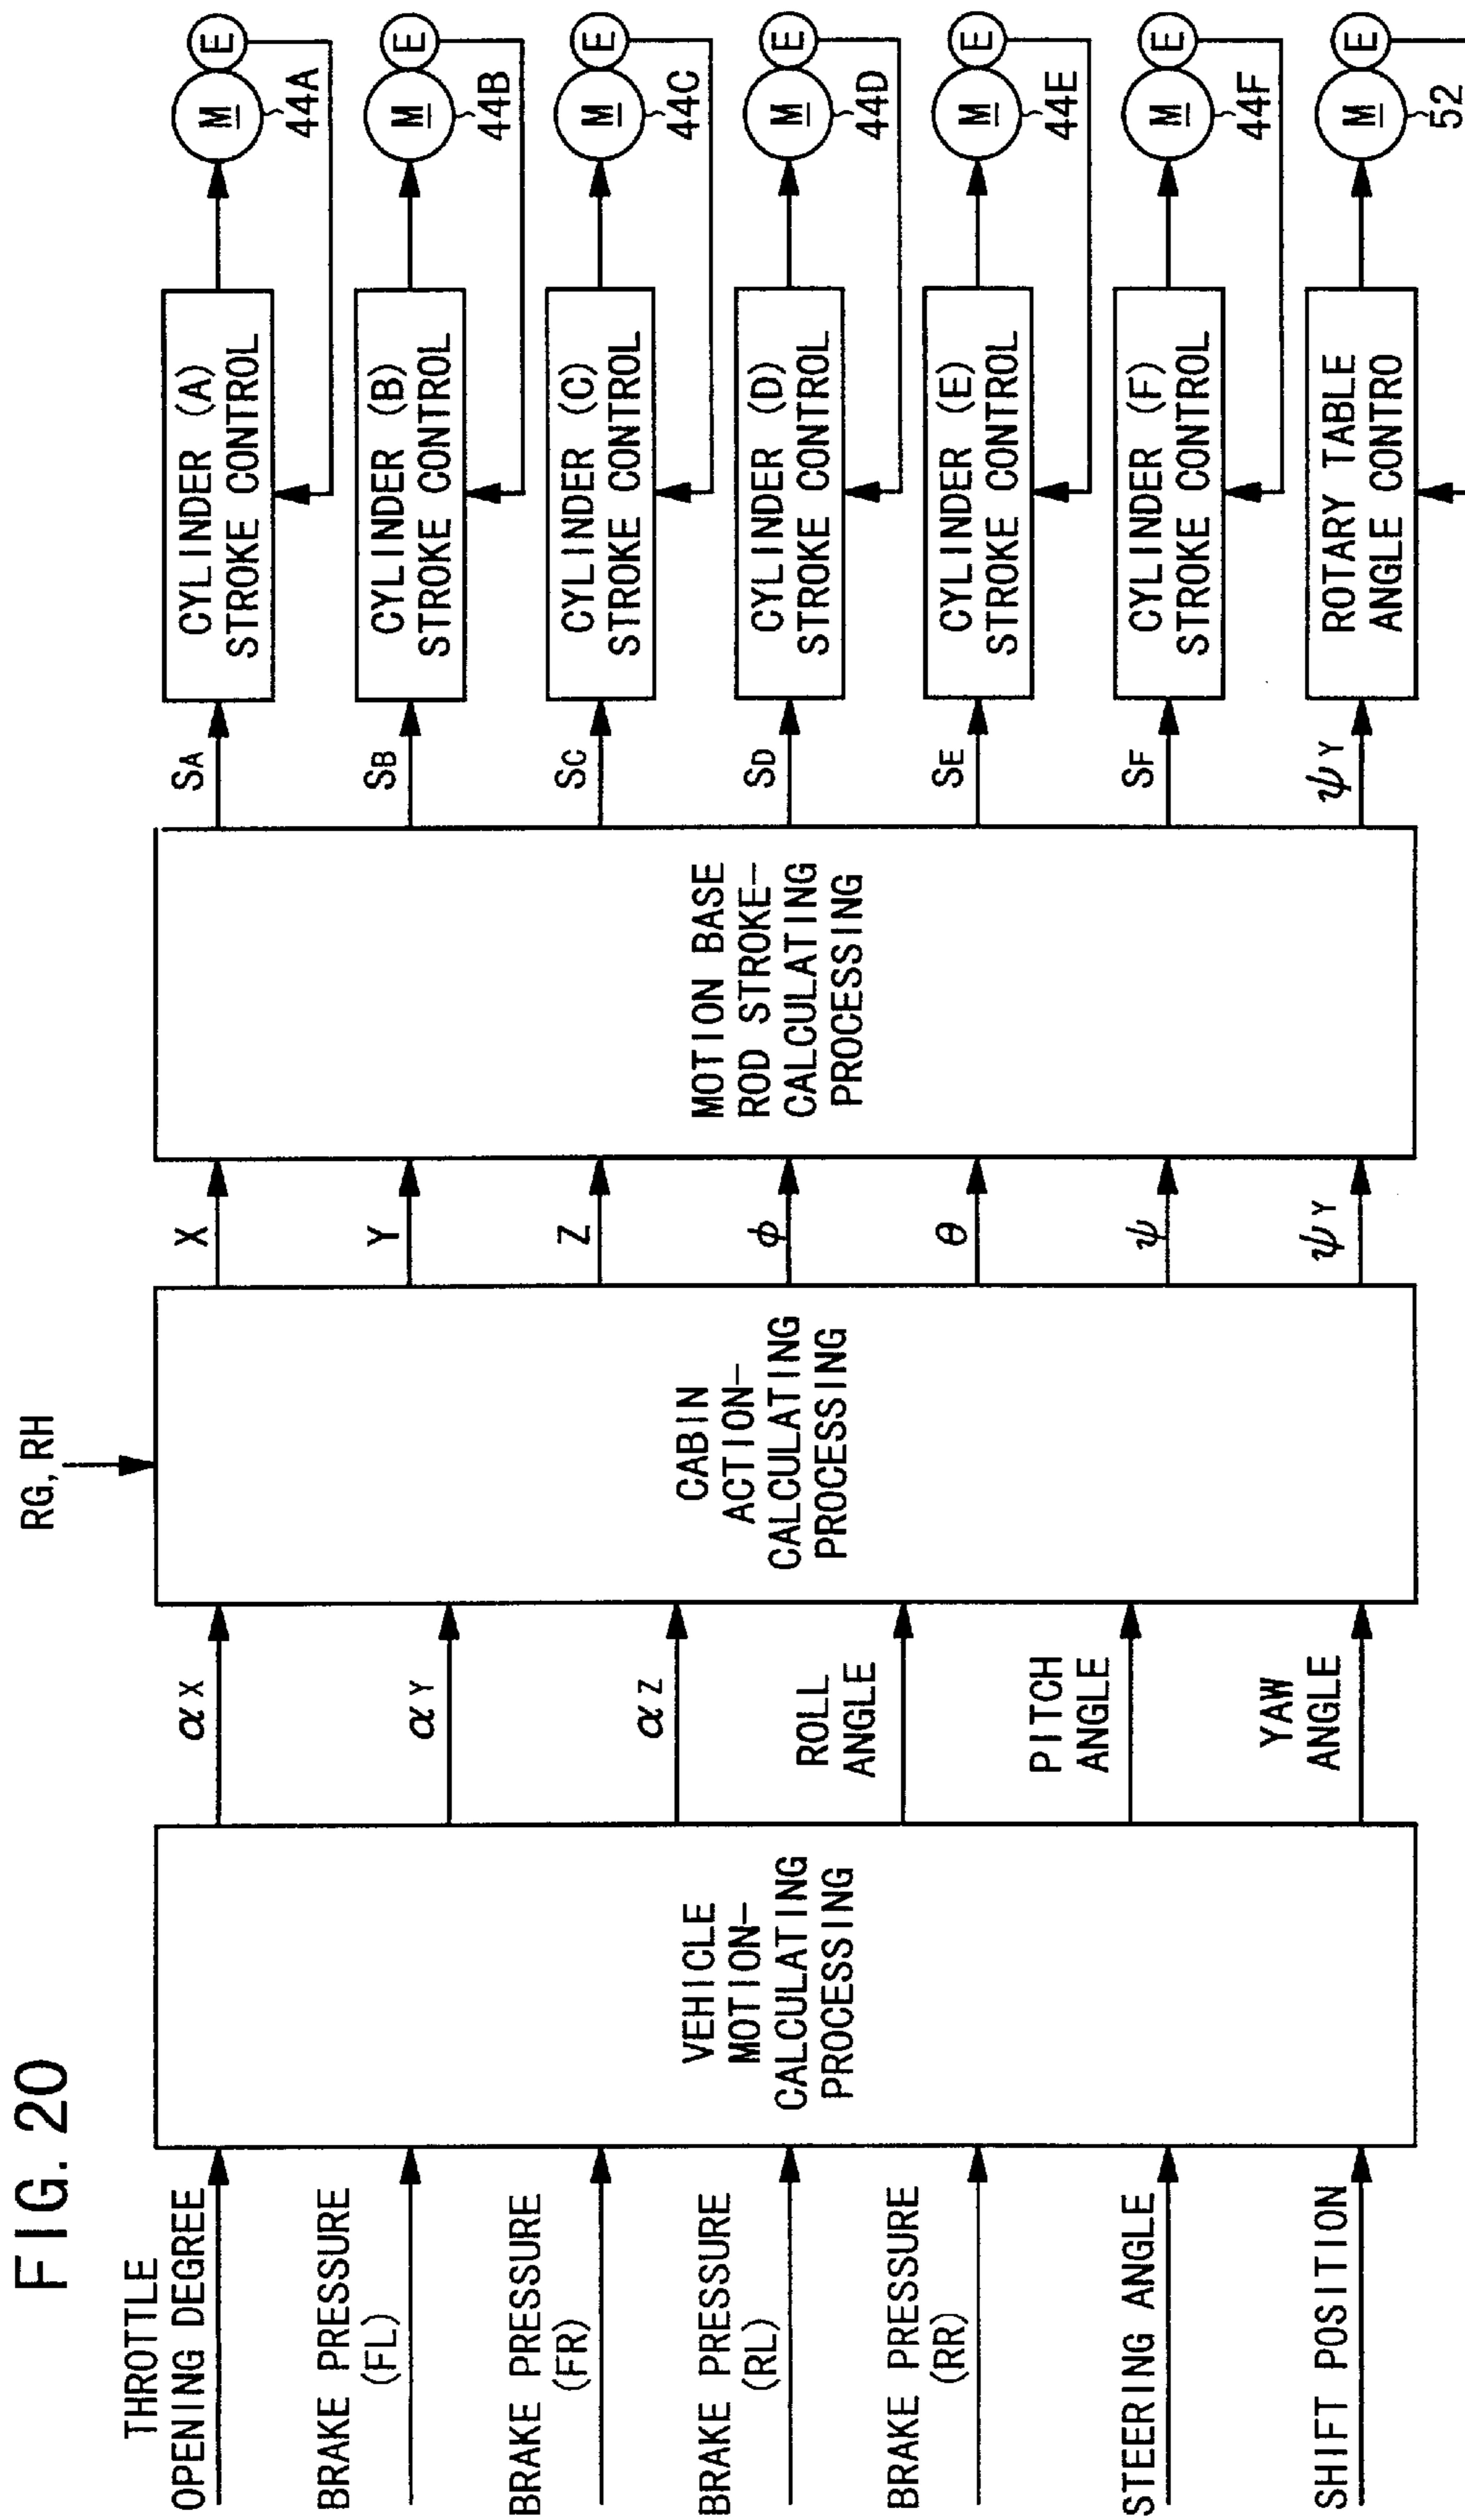 FIG. 20
THROTTLE
OPENING DEGREE
BRAKE PRESSURE
(FL)
BRAKE PRESSURE
(FR)
BRAKE PRESSURE
(RL)
BRAKE PRESSURE
(RR)
STEERING ANGLE
SHIFT POSITION
VEHICLE
MOTION-
CALCULATING
PROCESSING
αX
αY
αZ
ROLL
ANGLE
PITCH
ANGLE
YAW
ANGLE
RG, RH
CABIN
ACTION-
CALCULATING
PROCESSING
X
Y
Z
φ
θ
ψ
ψY
MOTION BASE
ROD STROKE-
CALCULATING
PROCESSING
SA
SB
SC
SD
SE
SF
ψY
CYLINDER (A)
STROKE CONTROL
CYLINDER (B)
STROKE CONTROL
CYLINDER (C)
STROKE CONTROL
CYLINDER (D)
STROKE CONTROL
CYLINDER (E)
STROKE CONTROL
CYLINDER (F)
STROKE CONTROL
ROTARY TABLE
ANGLE CONTRO
M
E
44A
M
E
44B
M
E
44C
M
E
44D
M
E
44E
M
E
44F
M
E
52